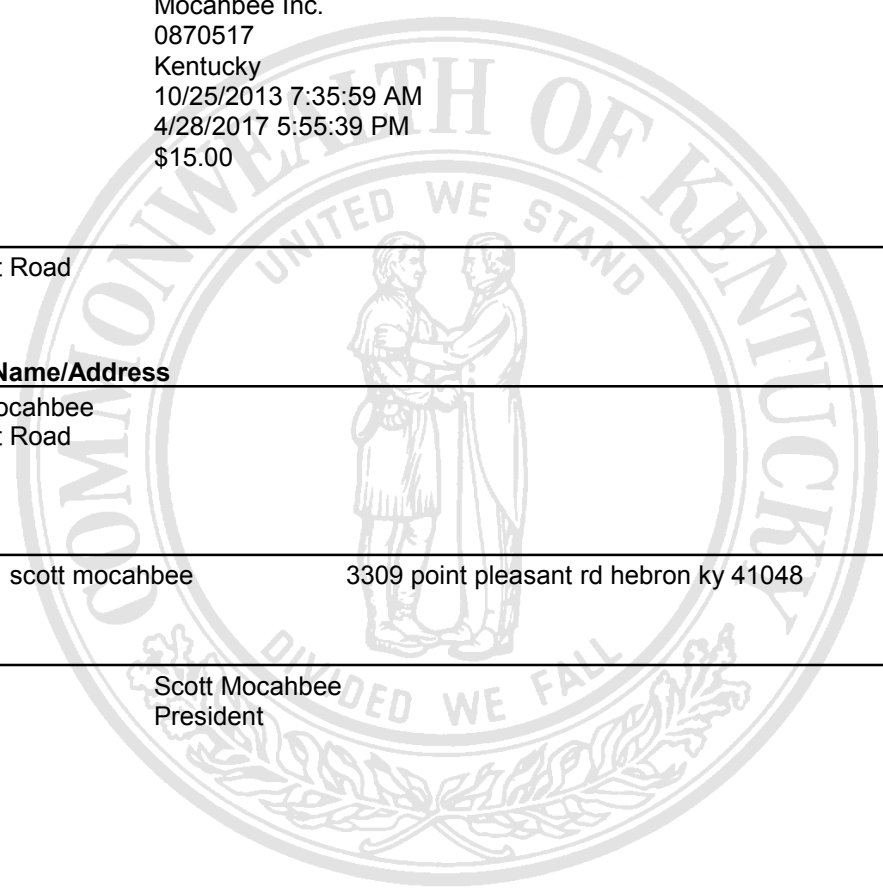 Mocahbee Inc.
0870517
Kentucky
10/25/2013 7:35:59 AM
4/28/2017 5:55:39 PM
$15.00
COMMONWEALTH OF KENTUCKY
UNITED WE STAND
t Road
Name/Address
ocahbee
t Road
scott mocahbee 3309 point pleasant rd hebron ky 41048
DIVIDED WE FALL
Scott Mocahbee
President